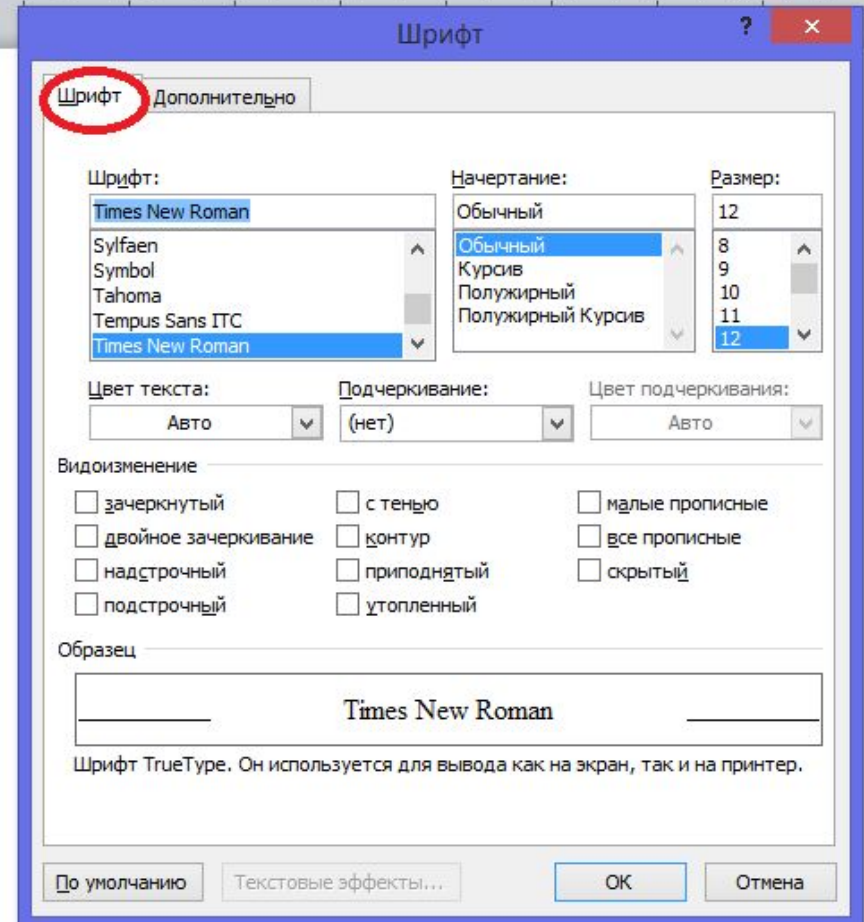 Шрифт
?
Шрифт Дополнительно
Шрифт: Начертание: Размер:
Times New Roman Обычный 12
Sylfaen Обычный 8
Symbol Курсив 9
Tahoma Полужирный 10
Tempus Sans ITC Полужирный Курсив 11
Times New Roman 12
Цвет текста: Подчеркивание: Цвет подчеркивания:
Авто (нет) Авто
Видоизменение
зачеркнутый с тенью малые прописные
двойное зачеркивание контур все прописные
надстрочный приподнятый скрытый
подстрочный утопленный
Образец
Times New Roman
Шрифт TrueType. Он используется для вывода как на экран, так и на принтер.
По умолчанию Текстовые эффекты... ОК Отмена